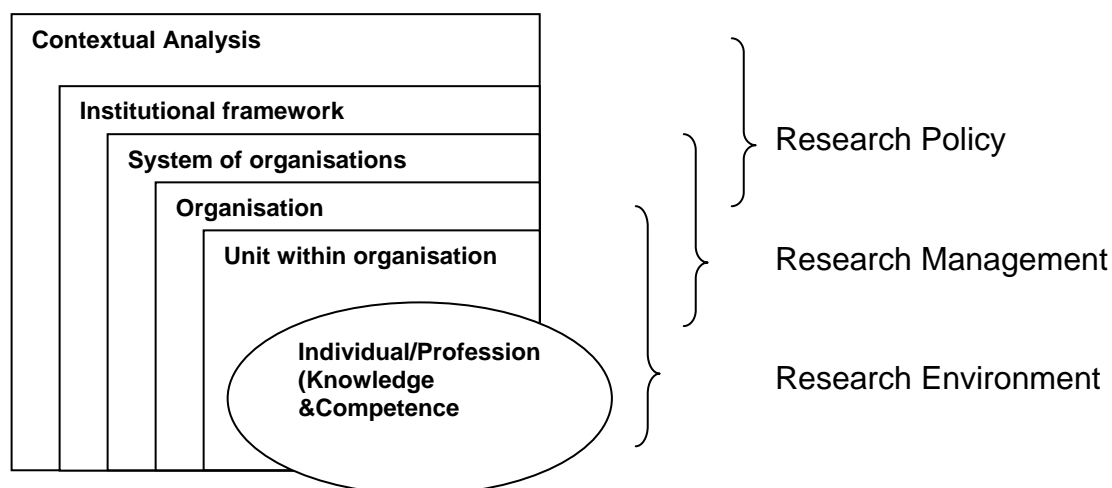 Contextual Analysis
Institutional framework
System of organisations
Organisation
Unit within organisation
Individual/Profession
(Knowledge
&Competence
Research Policy
Research Management
Research Environment